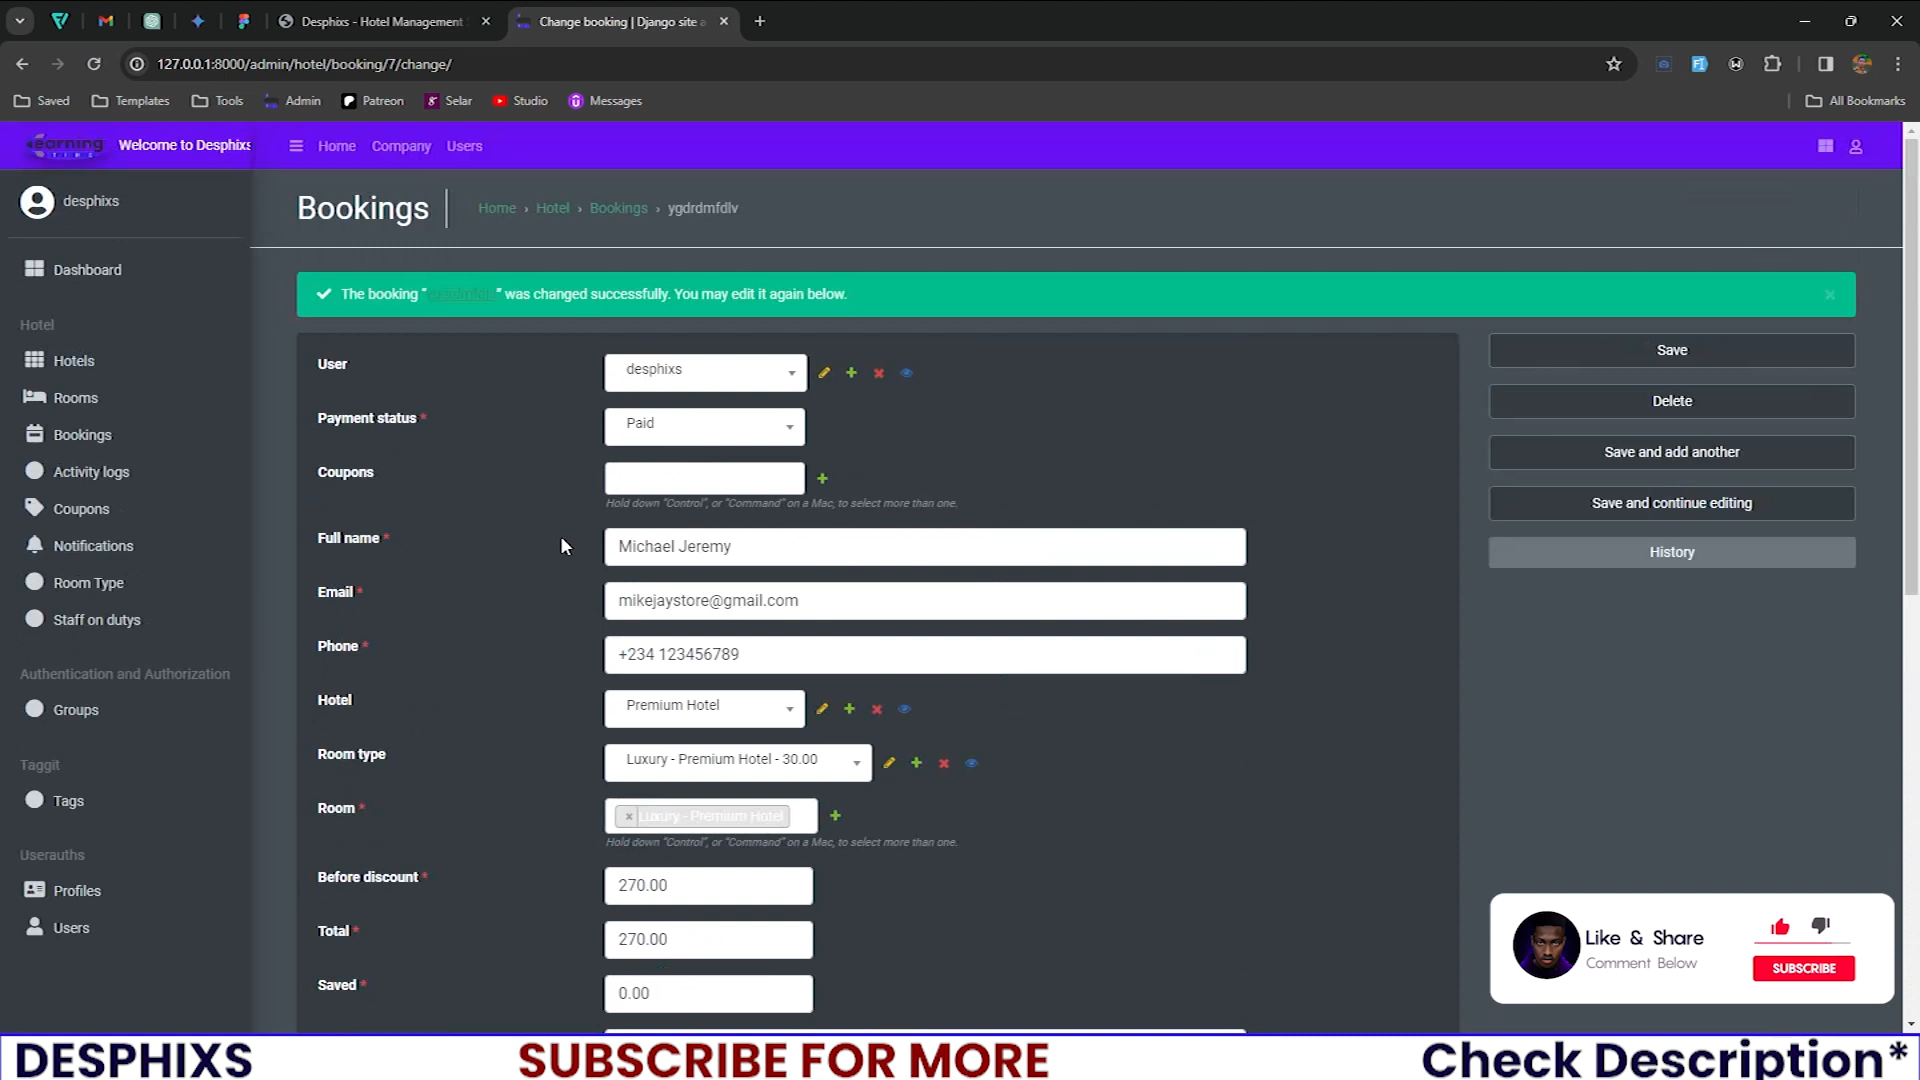 Desphixs - Hotel Management
Change booking | Django site a
127.0.0.1:8000/admin/hotel/booking/7/change/
Saved
Templates
Tools
Admin
Patreon
Selar
Studio
Messages
All Bookmarks
Learning
TIME
Welcome to Desphixs
Home
Company
Users
desphixs
Dashboard
Hotel
Hotels
Rooms
Bookings
Activity logs
Coupons
Notifications
Room Type
Staff on dutys
Authentication and Authorization
Groups
Taggit
Tags
Userauths
Profiles
Users
Bookings
Home › Hotel › Bookings › ygdrdmfdlv
The booking “ygdrdmfdlv” was changed successfully. You may edit it again below.
User
desphixs
Payment status *
Paid
Coupons
Hold down “Control”, or “Command” on a Mac, to select more than one.
Full name *
Michael Jeremy
Email *
mikejaystore@gmail.com
Phone *
+234 123456789
Hotel
Premium Hotel
Room type
Luxury - Premium Hotel - 30.00
Room *
× Luxury - Premium Hotel
Hold down “Control”, or “Command” on a Mac, to select more than one.
Before discount *
270.00
Total *
270.00
Saved *
0.00
Save
Delete
Save and add another
Save and continue editing
History
Like & Share
Comment Below
SUBSCRIBE
DESPHIXS
SUBSCRIBE FOR MORE
Check Description*